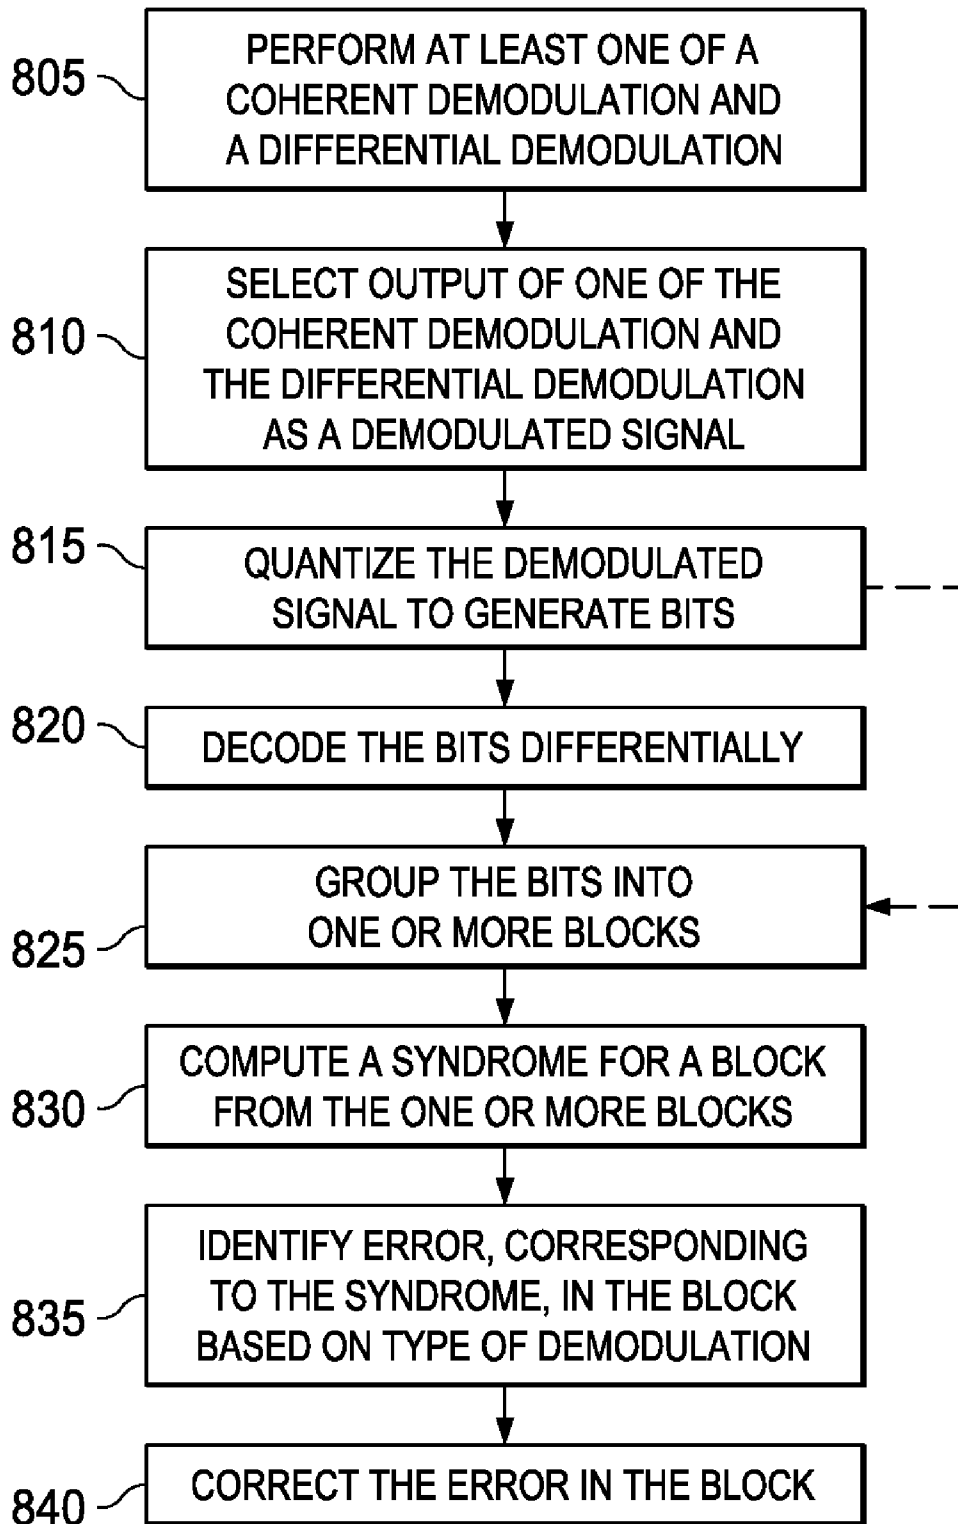 805
PERFORM AT LEAST ONE OF A
COHERENT DEMODULATION AND
A DIFFERENTIAL DEMODULATION
810
SELECT OUTPUT OF ONE OF THE
COHERENT DEMODULATION AND
THE DIFFERENTIAL DEMODULATION
AS A DEMODULATED SIGNAL
815
QUANTIZE THE DEMODULATED
SIGNAL TO GENERATE BITS
820
DECODE THE BITS DIFFERENTIALLY
825
GROUP THE BITS INTO
ONE OR MORE BLOCKS
830
COMPUTE A SYNDROME FOR A BLOCK
FROM THE ONE OR MORE BLOCKS
835
IDENTIFY ERROR, CORRESPONDING
TO THE SYNDROME, IN THE BLOCK
BASED ON TYPE OF DEMODULATION
840
CORRECT THE ERROR IN THE BLOCK